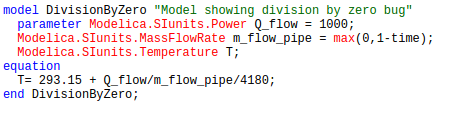 model DivisionByZero "Model showing division by zero bug"
parameter Modelica.SIunits.Power Q_flow = 1000;
Modelica.SIunits.MassFlowRate m_flow_pipe = max(0,1-time);
Modelica.SIunits.Temperature T;
equation
T= 293.15 + Q_flow/m_flow_pipe/4180;
end DivisionByZero;